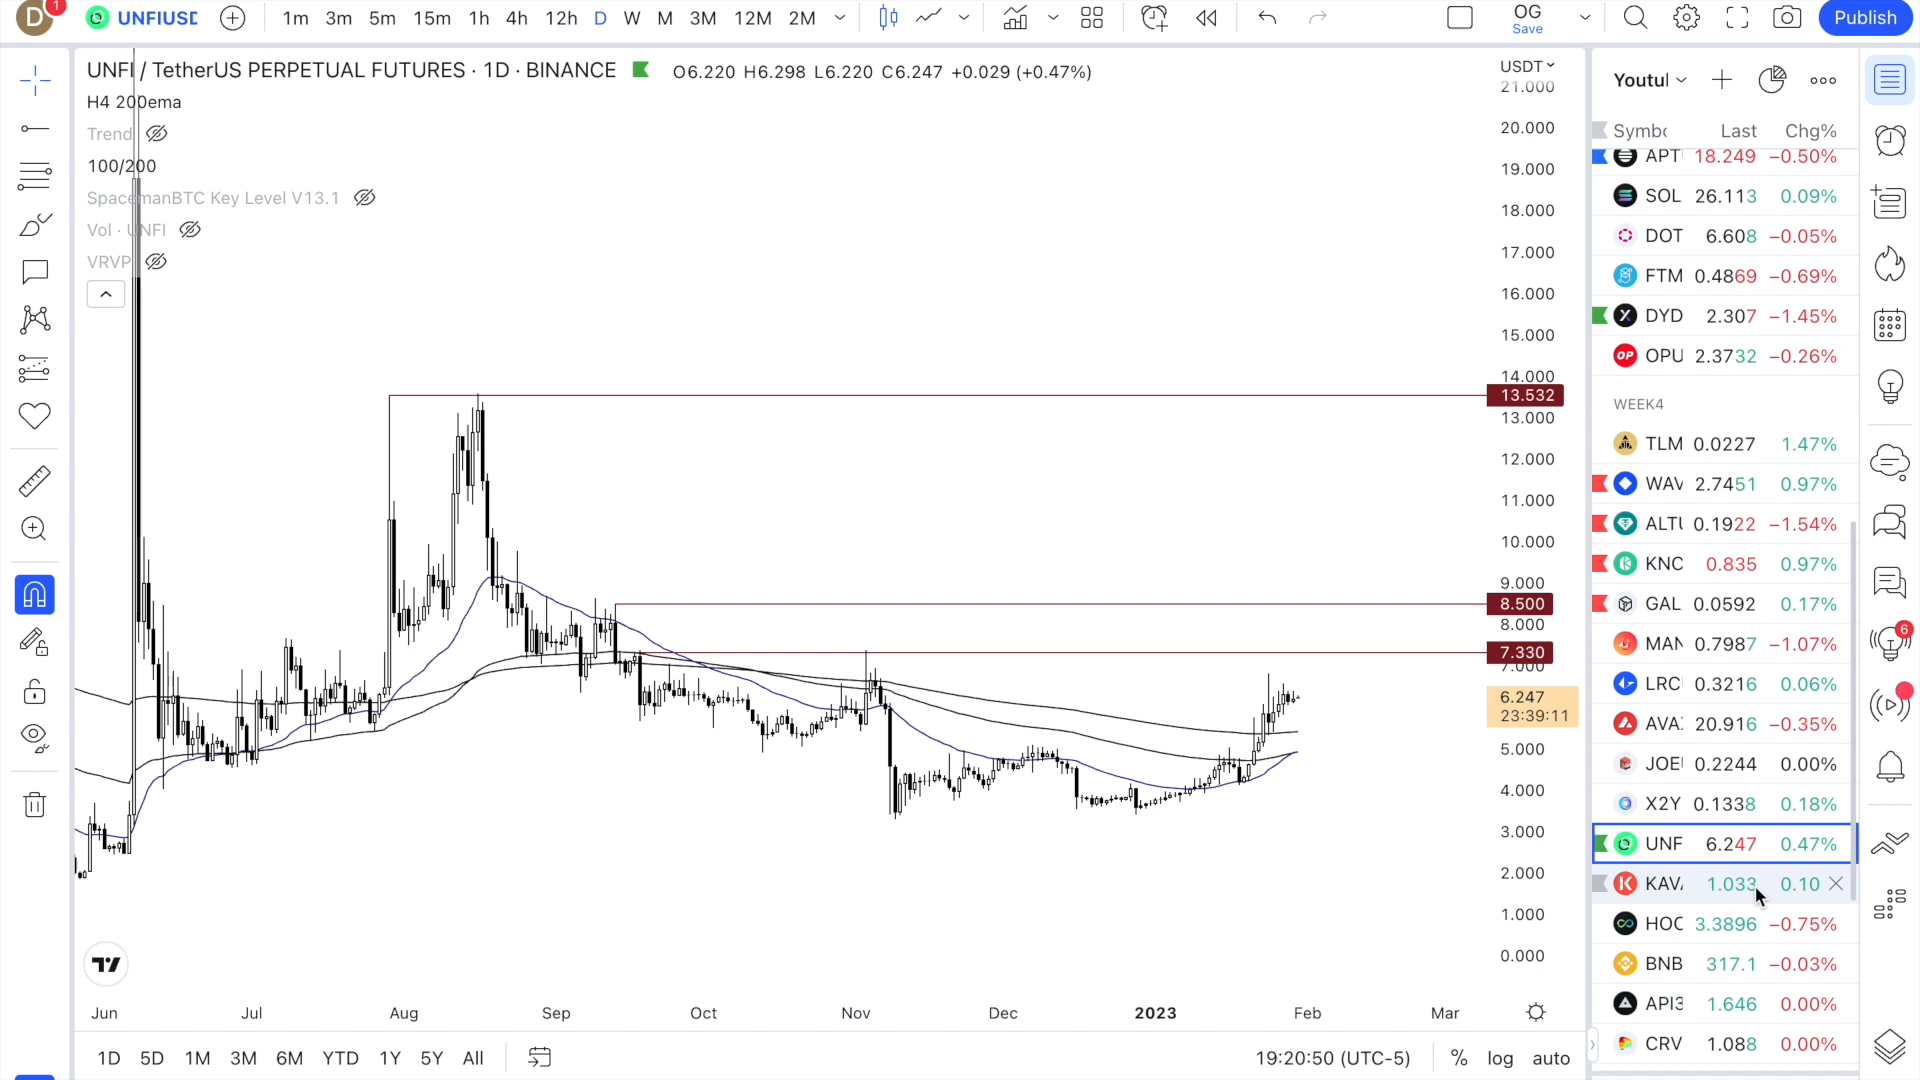 D 1 UNFIUSD 1m 3m 5m 15m 1h 4h 12h D W M 3M 12M 2M OG Save Publish
UNFI / TetherUS PERPETUAL FUTURES · 1D · BINANCE O6.220 H6.298 L6.220 C6.247 +0.029 (+0.47%)
USDT
H4 200ema
Trend
100/200
SpacemanBTC Key Level V13.1
Vol · UNFI
VRVP
21.000
20.000
19.000
18.000
17.000
16.000
15.000
14.000
13.532
13.000
12.000
11.000
10.000
9.000
8.500
8.000
7.330
7.000
6.247
23:39:11
5.000
4.000
3.000
2.000
1.000
0.000
Jun Jul Aug Sep Oct Nov Dec 2023 Feb Mar
1D 5D 1M 3M 6M YTD 1Y 5Y All 19:20:50 (UTC-5) % log auto
Youtul
Symbo Last Chg%
APT 18.249 −0.50%
SOL 26.113 0.09%
DOT 6.608 −0.05%
FTM 0.4869 −0.69%
DYD 2.307 −1.45%
OP OPU 2.3732 −0.26%
WEEK4
TLM 0.0227 1.47%
WAV 2.7451 0.97%
ALTU 0.1922 −1.54%
KNC 0.835 0.97%
GAL 0.0592 0.17%
MAN 0.7987 −1.07%
LRC 0.3216 0.06%
AVA 20.916 −0.35%
JOE 0.2244 0.00%
X2Y 0.1338 0.18%
UNF 6.247 0.47%
KAVA 1.033 0.10
HOO 3.3896 −0.75%
BNB 317.1 −0.03%
API3 1.646 0.00%
CRV 1.088 0.00%
6